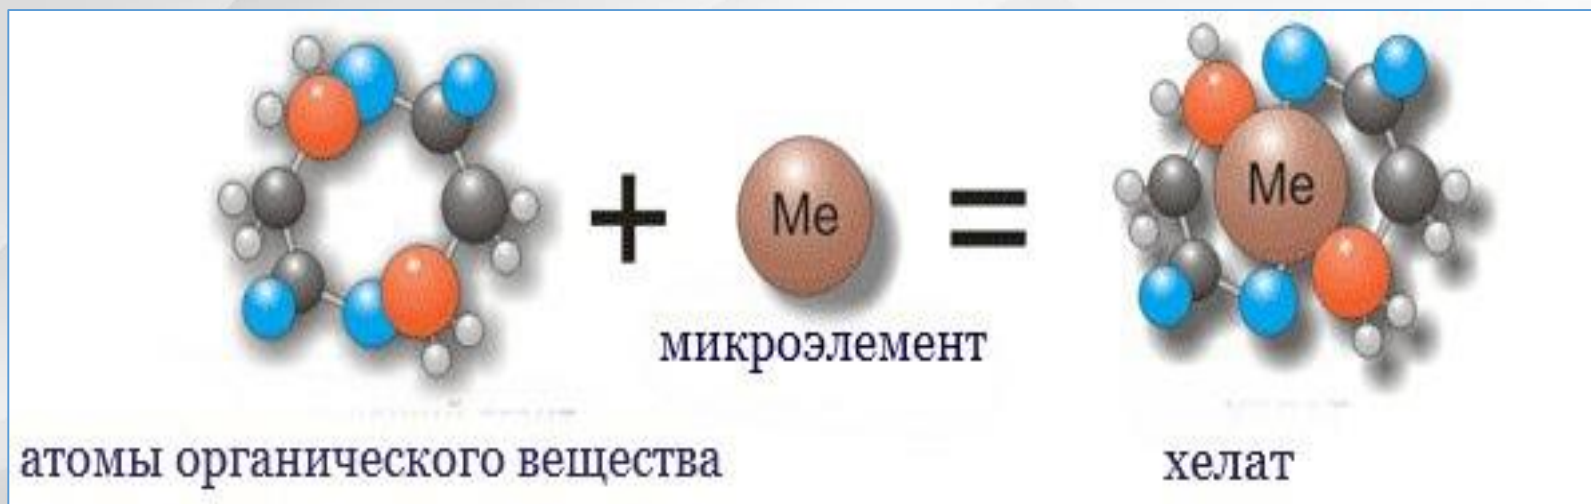 +
Me
=
Me
микроэлемент
атомы органического вещества
хелат